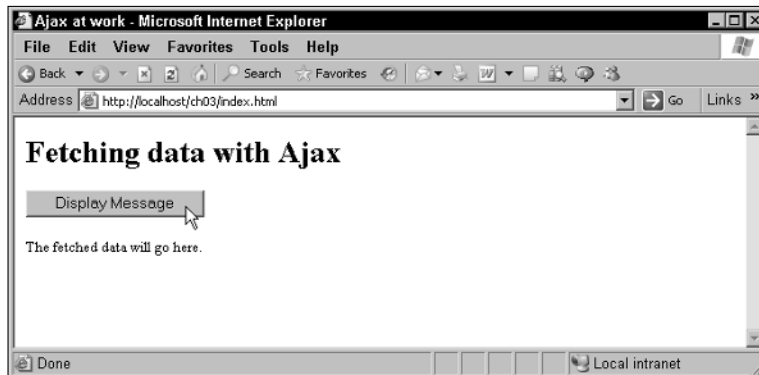 Ajax at work - Microsoft Internet Explorer
File Edit View Favorites Tools Help
Back Search Favorites
Address http://localhost/ch03/index.html Go Links »
Fetching data with Ajax
Display Message
The fetched data will go here.
Done Local intranet